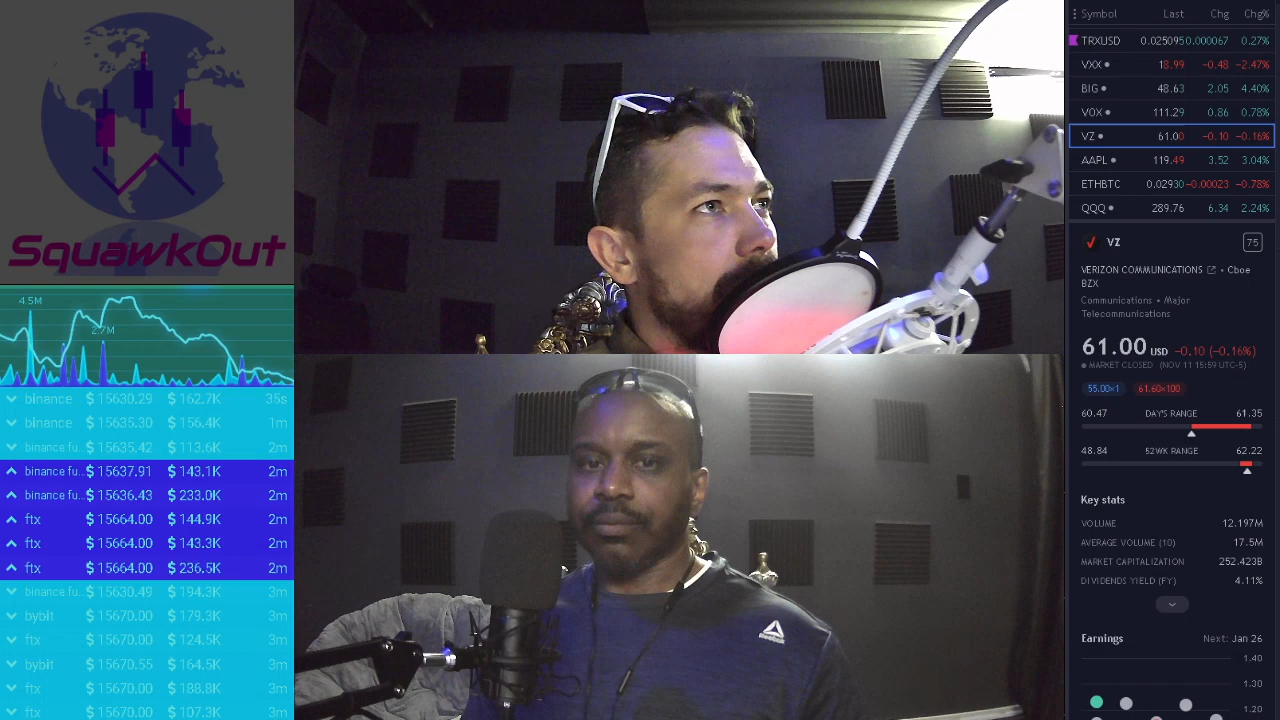 SquawkOut
4.5M
2.7M
binance $ 15630.29 $ 162.7K 35s
binance $ 15635.30 $ 156.4K 1m
binance fu.. $ 15635.42 $ 113.6K 2m
binance fu.. $ 15637.91 $ 143.1K 2m
binance fu.. $ 15636.43 $ 233.0K 2m
ftx $ 15664.00 $ 144.9K 2m
ftx $ 15664.00 $ 143.3K 2m
ftx $ 15664.00 $ 236.5K 2m
binance fu.. $ 15630.49 $ 194.3K 3m
bybit $ 15670.00 $ 179.3K 3m
ftx $ 15670.00 $ 124.5K 3m
bybit $ 15670.55 $ 164.5K 3m
ftx $ 15670.00 $ 188.8K 3m
ftx $ 15670.00 $ 107.3K 3m
Reebok
Symbol Last Chg Chg%
TRXUSD 0.025095 0.000067 0.27%
VXX 18.99 −0.48 −2.47%
BIG 48.63 2.05 4.40%
VOX 111.29 0.86 0.78%
VZ 61.00 −0.10 −0.16%
AAPL 119.49 3.52 3.04%
ETHBTC 0.02930 −0.00023 −0.78%
QQQ 289.76 6.34 2.24%
VZ 75
VERIZON COMMUNICATIONS • Cboe
BZX
Communications • Major
Telecommunications
61.00 USD −0.10 (−0.16%)
MARKET CLOSED (NOV 11 15:59 UTC-5)
55.00×1 61.60×100
60.47 DAYS RANGE 61.35
48.84 52WK RANGE 62.22
Key stats
VOLUME 12.197M
AVERAGE VOLUME (10) 17.5M
MARKET CAPITALIZATION 252.423B
DIVIDENDS YIELD (FY) 4.11%
Earnings Next: Jan 26
1.40
1.30
1.20